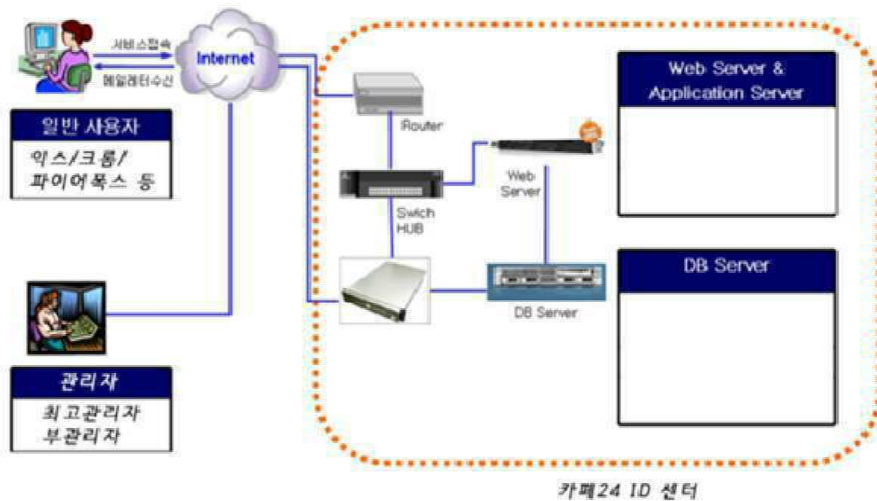 서비스접속
메일레터수신
Internet
일반 사용자
익스/크롬/
파이어폭스 등
Router
Swich
HUB
Web
Server
DB Server
Web Server &
Application Server
DB Server
관리자
최고관리자
부관리자
카페24 ID 센터